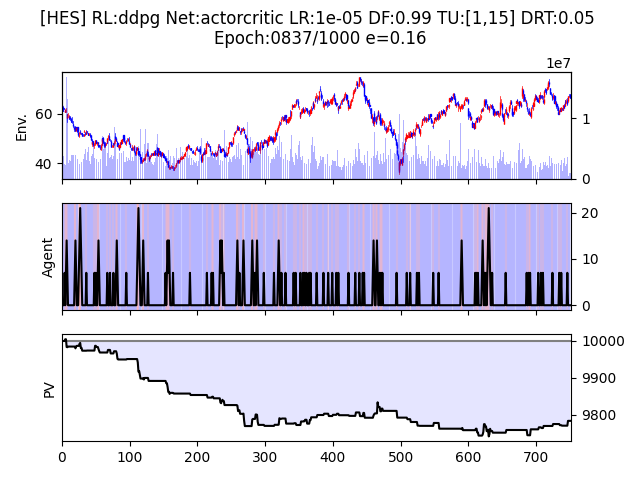 [HES] RL:ddpg Net:actorcritic LR:1e-05 DF:0.99 TU:[1,15] DRT:0.05
Epoch:0837/1000 e=0.16
1e7
Env.
60
40
1
0
Agent
20
10
0
PV
10000
9900
9800
0 100 200 300 400 500 600 700